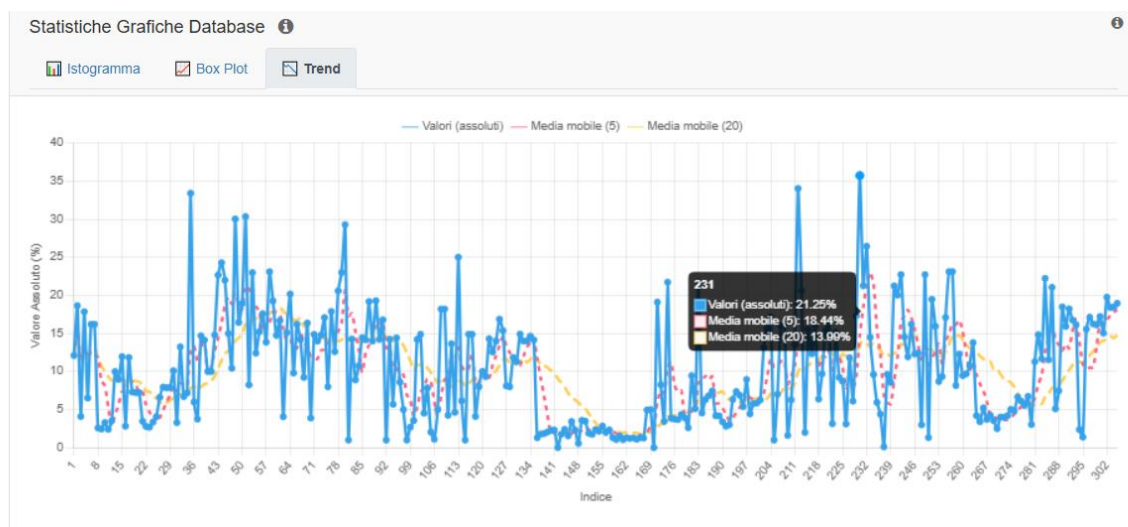 Statistiche Grafiche Database
Istogramma Box Plot Trend
Valori (assoluti) Media mobile (5) Media mobile (20)
40
35
30
25
20
15
10
5
0
Valore Assoluto (%)
231
Valori (assoluti): 21.25%
Media mobile (5): 18.44%
Media mobile (20): 13.99%
1 8 15 22 29 36 43 50 57 64 71 78 85 92 99 106 113 120 127 134 141 148 155 162 169 176 183 190 197 204 211 218 225 232 239 246 253 260 267 274 281 288 295 302
Indice